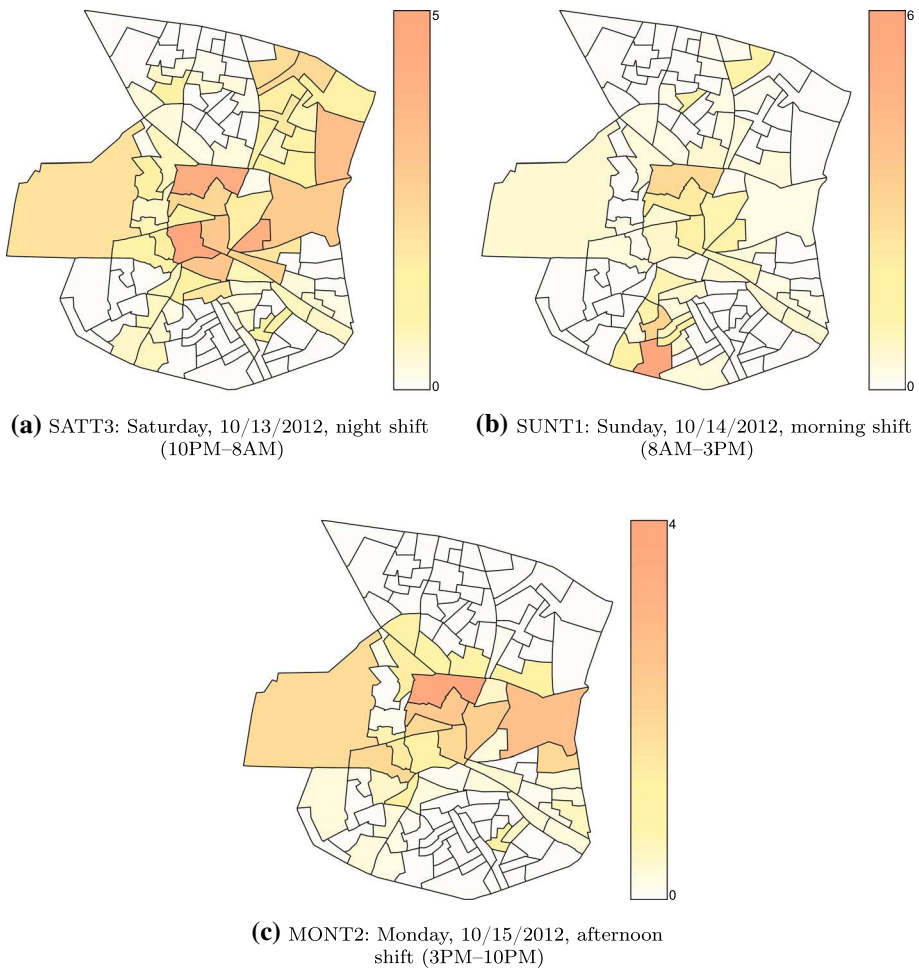 5
0
6
0
(a) SATT3: Saturday, 10/13/2012, night shift
(10PM–8AM)
(b) SUNT1: Sunday, 10/14/2012, morning shift
(8AM–3PM)
4
0
(c) MONT2: Monday, 10/15/2012, afternoon
shift (3PM–10PM)